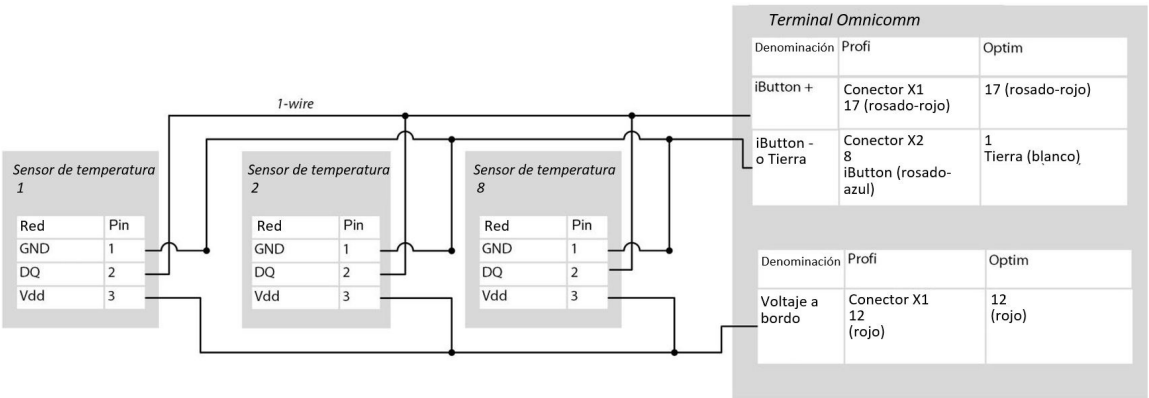 Terminal Omnicomm
Denominación Profi Optim
iButton + Conector X1 17 (rosado-rojo)
17 (rosado-rojo)
iButton - Conector X2 1
o Tierra 8 Tierra (blanco)
iButton (rosado-
azul)
1-wire
Sensor de temperatura
1
Red Pin
GND 1
DQ 2
Vdd 3
Sensor de temperatura
2
Red Pin
GND 1
DQ 2
Vdd 3
Sensor de temperatura
8
Red Pin
GND 1
DQ 2
Vdd 3
Denominación Profi Optim
Voltaje a Conector X1 12
bordo 12 (rojo)
(rojo)